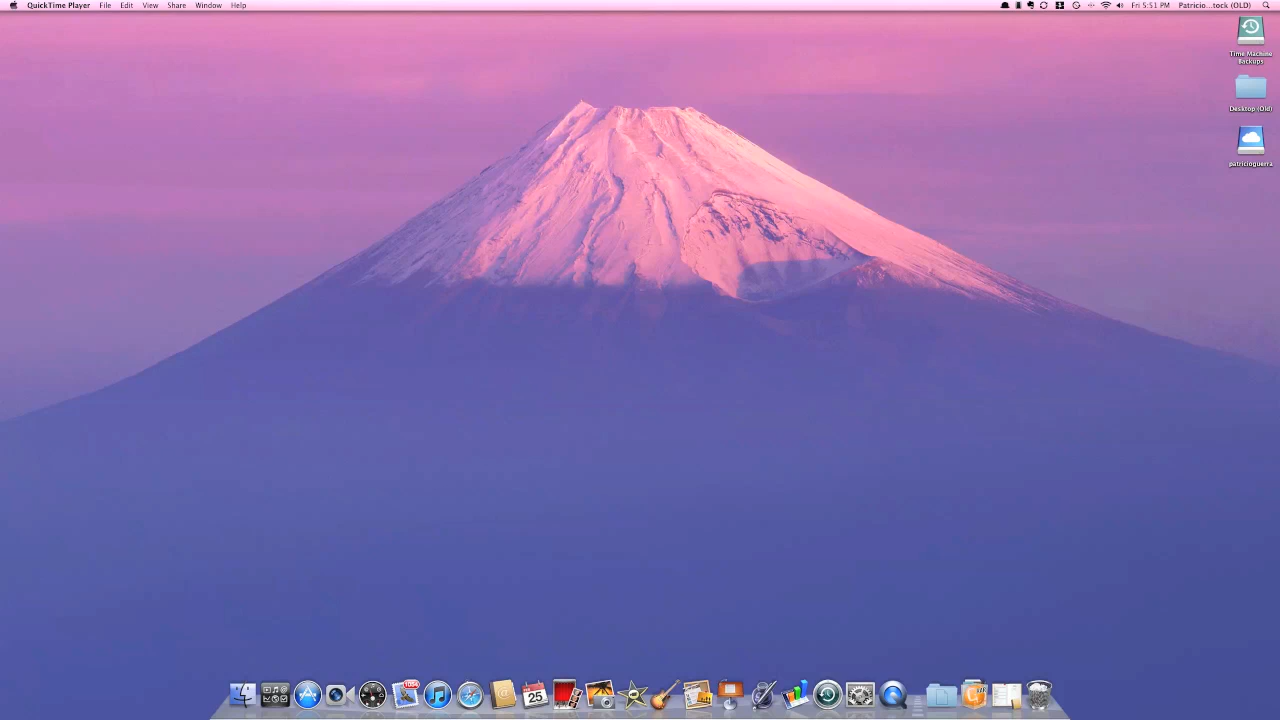 QuickTime Player File Edit View Share Window Help Fri 5:51 PM Patricio...tock (OLD)
Time Machine
Backups
Desktop (Old)
patricioguerra
1054
25